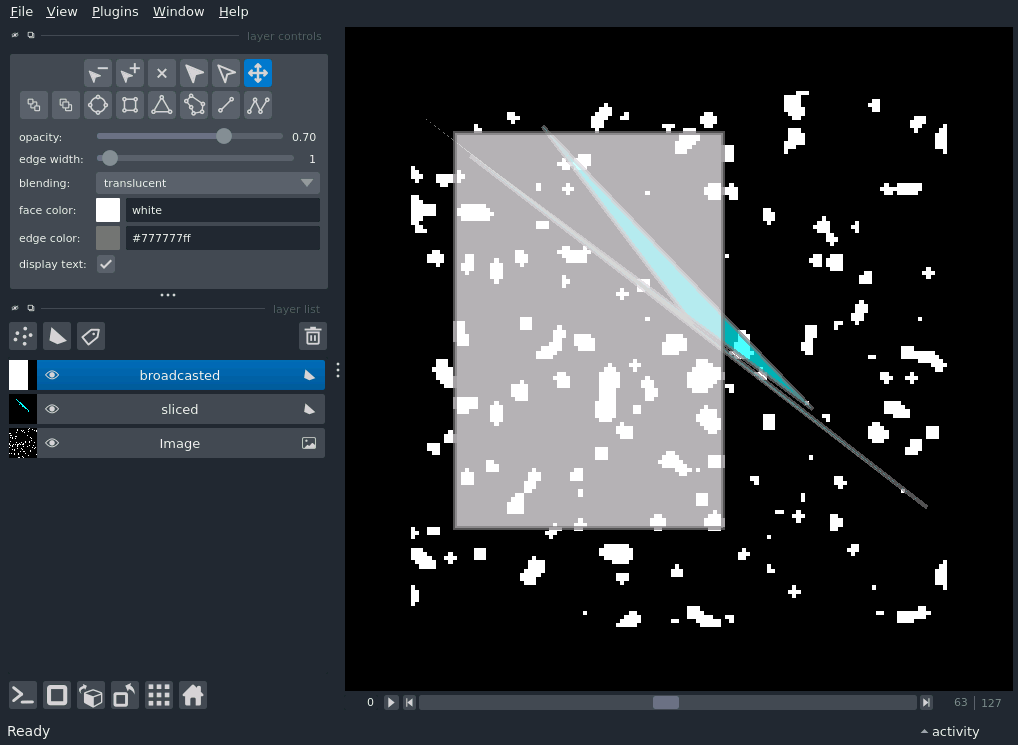 File View Plugins Window Help
layer controls
opacity: 0.70
edge width: 1
blending: translucent
face color: white
edge color: #777777ff
display text:
layer list
broadcasted
sliced
Image
0 63 127
Ready activity